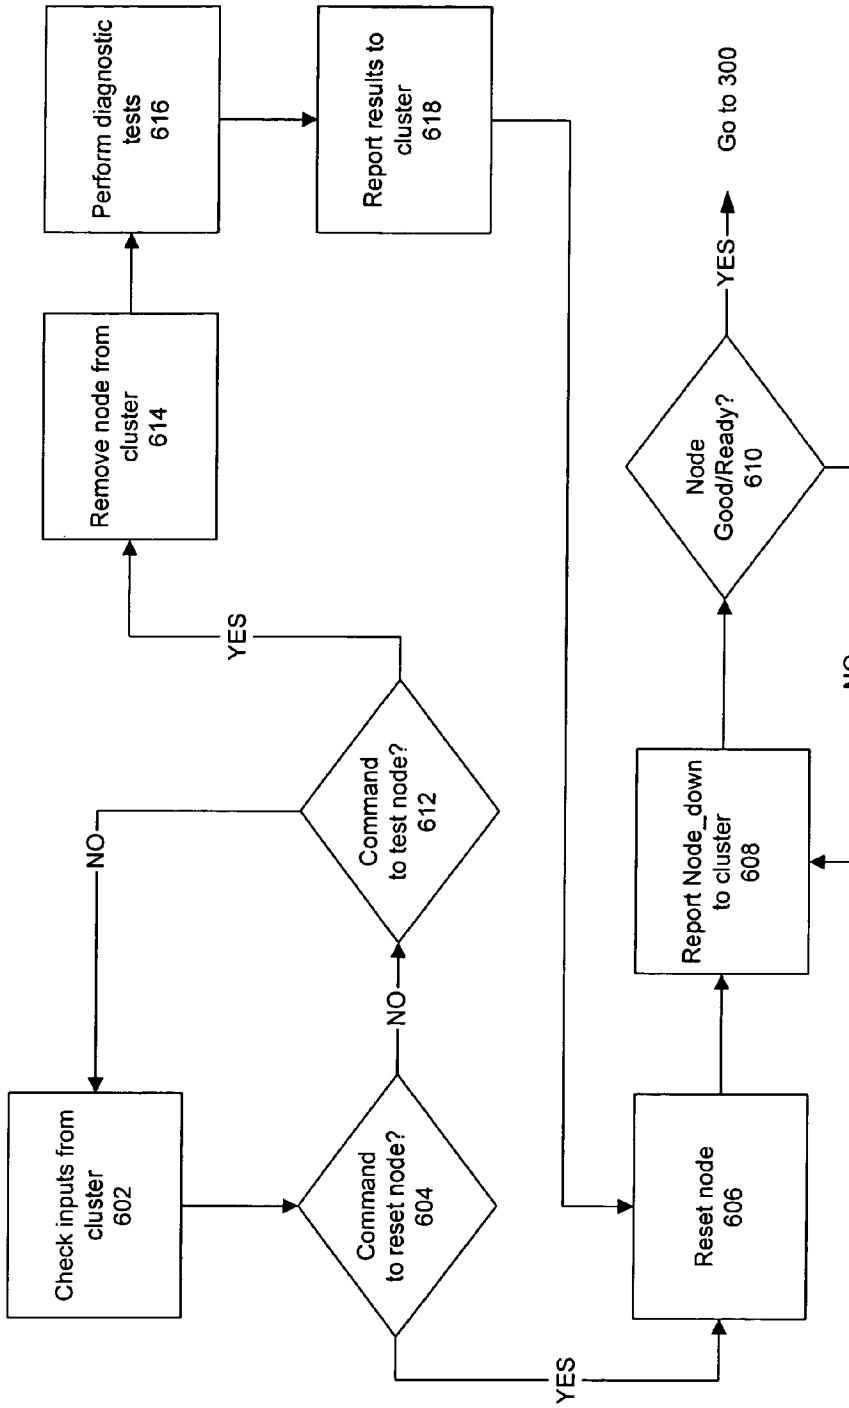 Check inputs from
cluster
602
Command
to reset node?
604
YES
NO
Command
to test node?
612
NO
YES
Remove node from
cluster
614
Perform diagnostic
tests
616
Report results to
cluster
618
Reset node
606
Report Node_down
to cluster
608
Node
Good/Ready?
610
YES
Go to 300
NO